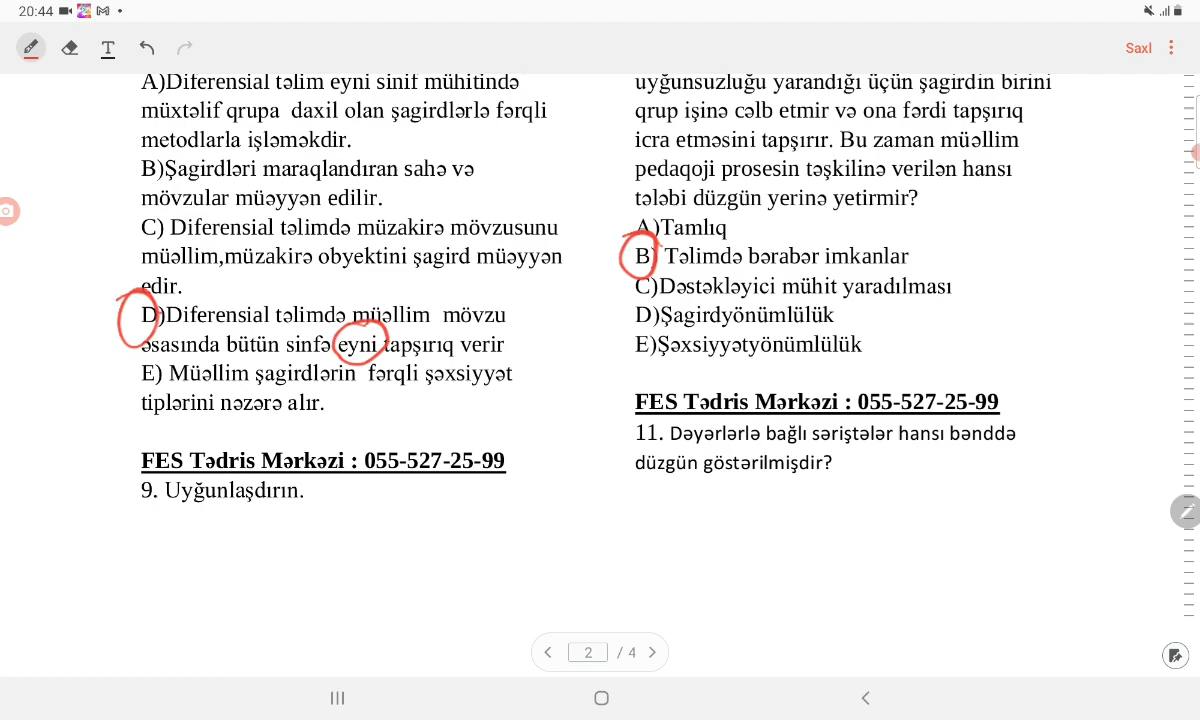 20:44
Saxl
A)Diferensial təlim eyni sinif mühitində
müxtəlif qrupa daxil olan şagirdlərlə fərqli
metodlarla işləməkdir.
B)Şagirdləri maraqlandıran sahə və
mövzular müəyyən edilir.
C) Diferensial təlimdə müzakirə mövzusunu
müəllim,müzakirə obyektini şagird müəyyən
edir.
D)Diferensial təlimdə müəllim mövzu
əsasında bütün sinfə eyni tapşırıq verir
E) Müəllim şagirdlərin fərqli şəxsiyyət
tiplərini nəzərə alır.
FES Tədris Mərkəzi : 055-527-25-99
9. Uyğunlaşdırın.
uyğunsuzluğu yarandığı üçün şagirdin birini
qrup işinə cəlb etmir və ona fərdi tapşırıq
icra etməsini tapşırır. Bu zaman müəllim
pedaqoji prosesin təşkilinə verilən hansı
tələbi düzgün yerinə yetirmir?
A)Tamlıq
B) Təlimdə bərabər imkanlar
C)Dəstəkləyici mühit yaradılması
D)Şagirdyönümlülük
E)Şəxsiyyətyönümlülük
FES Tədris Mərkəzi : 055-527-25-99
11. Dəyərlərlə bağlı səriştələr hansı bənddə
düzgün göstərilmişdir?
2 / 4